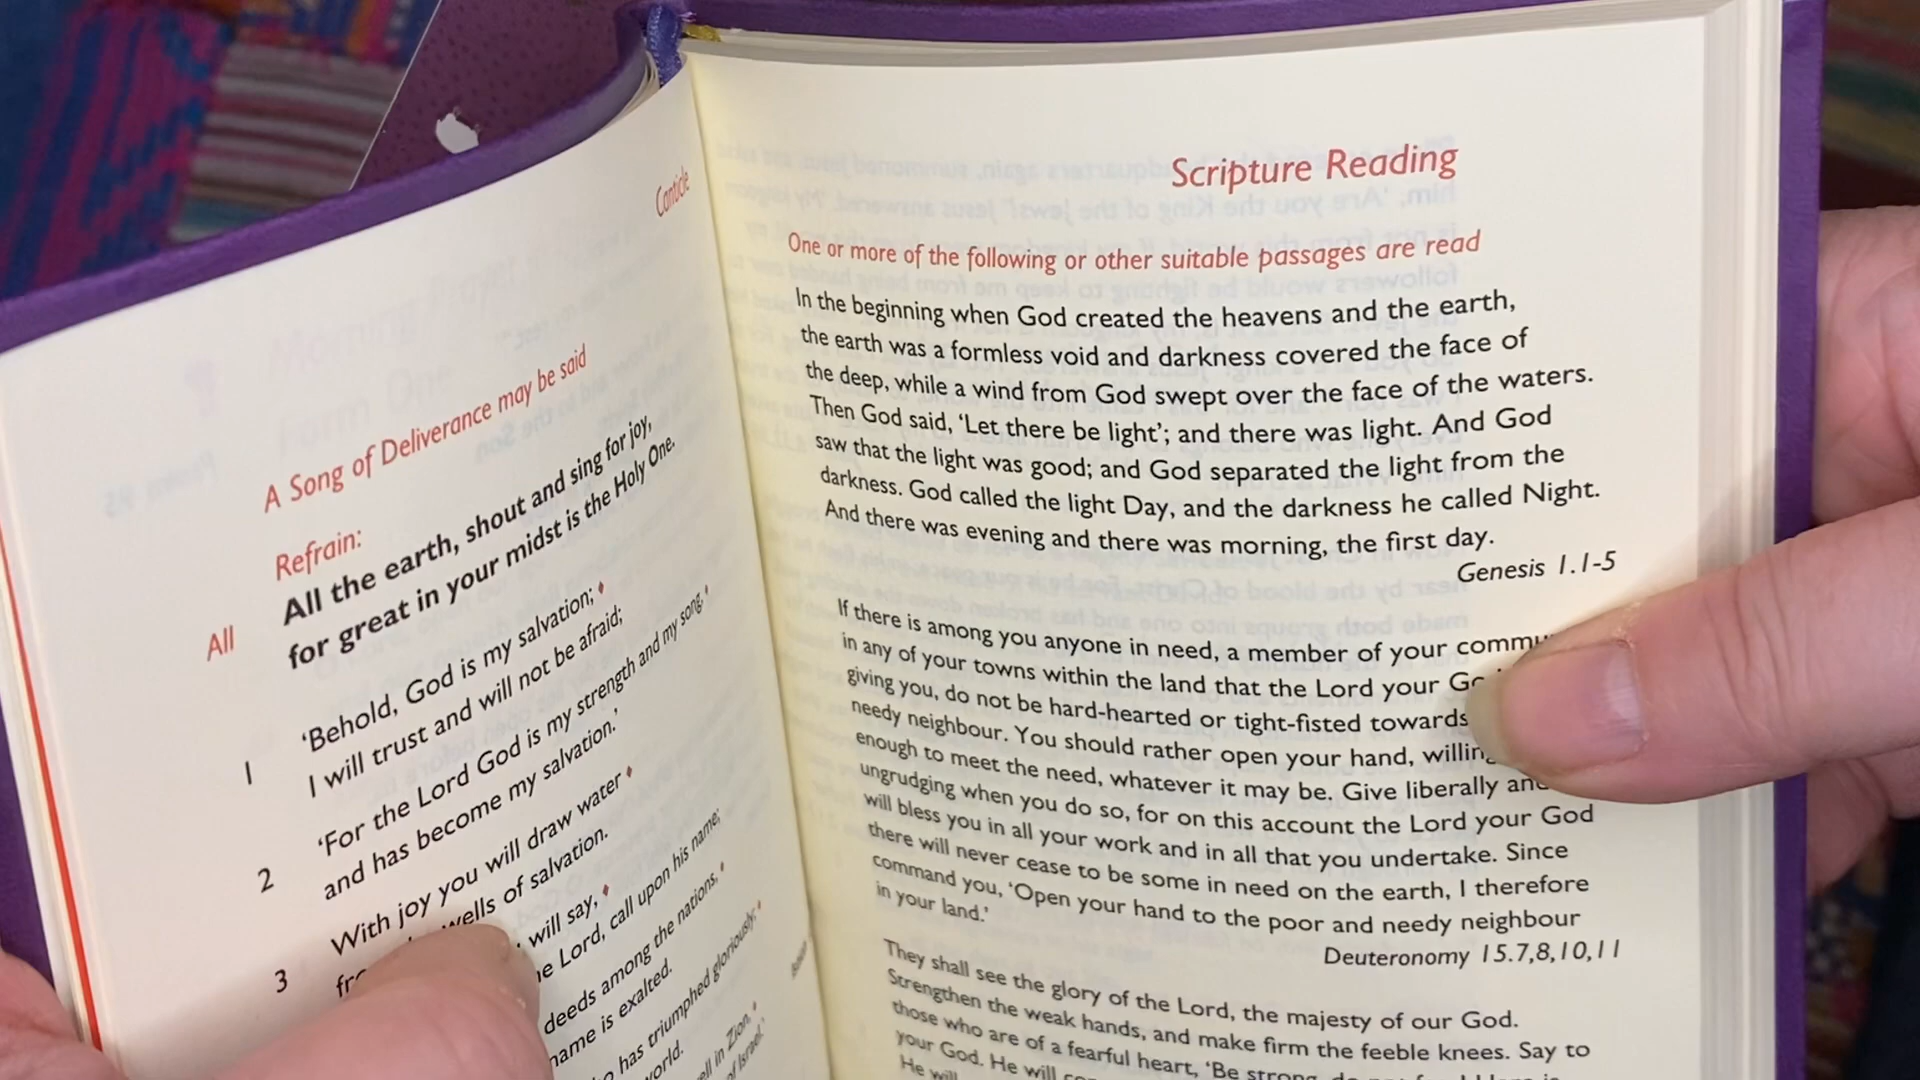 Canticle
A Song of Deliverance may be said
Refrain:
All All the earth, shout and sing for joy,
for great in your midst is the Holy One.
1 ‘Behold, God is my salvation; ♦
I will trust and will not be afraid;
‘For the Lord God is my strength and my song, ♦
2 and has become my salvation.’
With joy you will draw water ♦
3 wells of salvation.
will say, ♦
Lord, call upon his name;
deeds among the nations, ♦
name is exalted.
has triumphed gloriously; ♦
world.
in Zion, ♦
of Israel.’
Scripture Reading
One or more of the following or other suitable passages are read
In the beginning when God created the heavens and the earth,
the earth was a formless void and darkness covered the face of
the deep, while a wind from God swept over the face of the waters.
Then God said, ‘Let there be light’; and there was light. And God
saw that the light was good; and God separated the light from the
darkness. God called the light Day, and the darkness he called Night.
And there was evening and there was morning, the first day.
Genesis 1.1-5
If there is among you anyone in need, a member of your
in any of your towns within the land that the Lord your
giving you, do not be hard-hearted or tight-fisted towards
needy neighbour. You should rather open your hand,
enough to meet the need, whatever it may be. Give liberally
ungrudging when you do so, for on this account the Lord your God
will bless you in all your work and in all that you undertake. Since
there will never cease to be some in need on the earth, I therefore
command you, ‘Open your hand to the poor and needy neighbour
in your land.’
Deuteronomy 15.7,8,10,11
They shall see the glory of the Lord, the majesty of our God.
Strengthen the weak hands, and make firm the feeble knees. Say to
those who are of a fearful heart, ‘Be strong,
your God. He will
He will